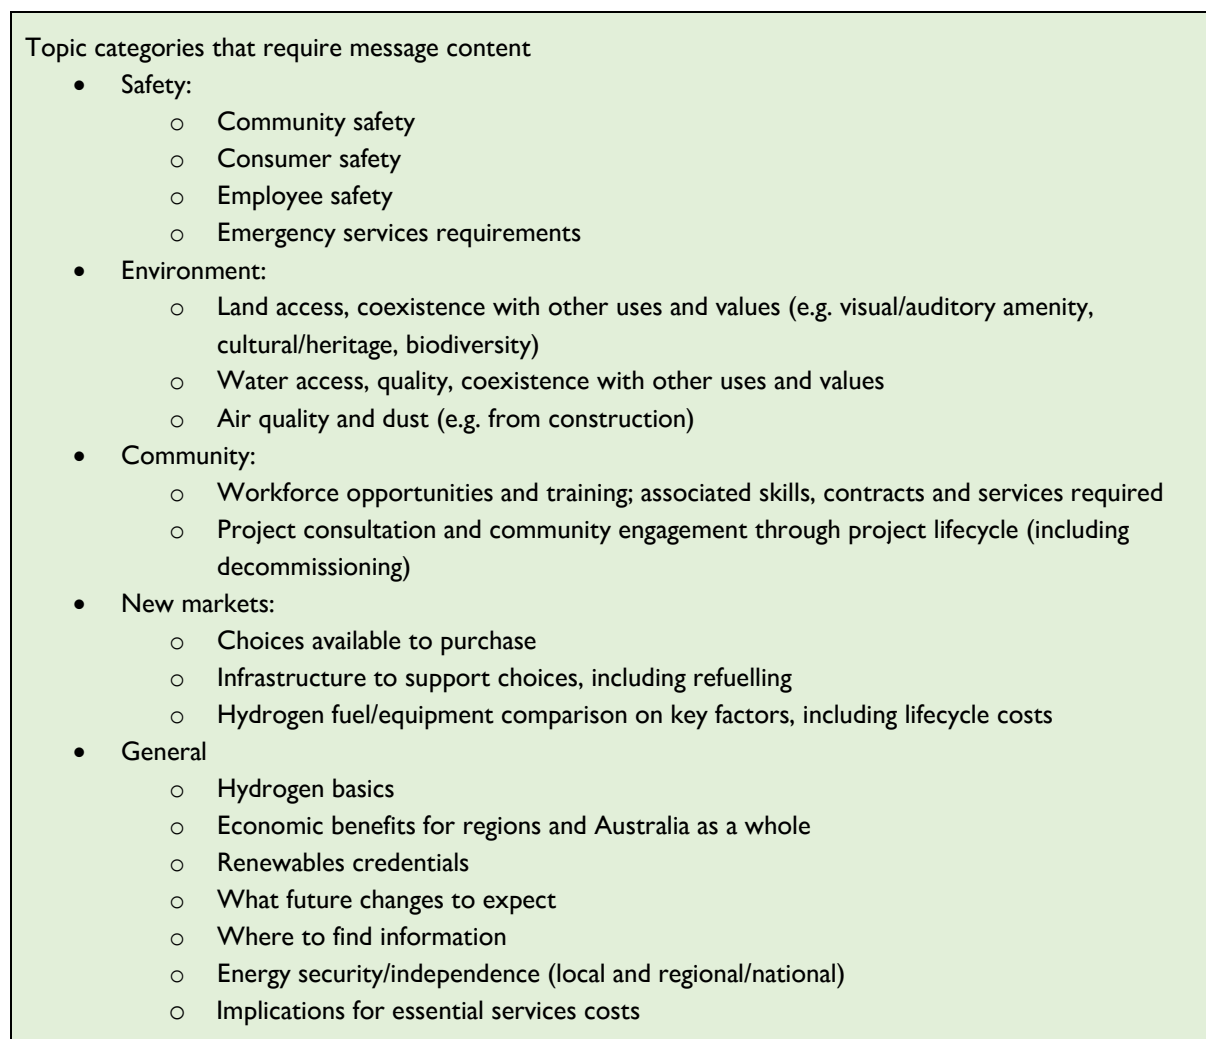 Topic categories that require message content
• Safety:
o Community safety
o Consumer safety
o Employee safety
o Emergency services requirements
• Environment:
o Land access, coexistence with other uses and values (e.g. visual/auditory amenity,
cultural/heritage, biodiversity)
o Water access, quality, coexistence with other uses and values
o Air quality and dust (e.g. from construction)
• Community:
o Workforce opportunities and training; associated skills, contracts and services required
o Project consultation and community engagement through project lifecycle (including
decommissioning)
• New markets:
o Choices available to purchase
o Infrastructure to support choices, including refuelling
o Hydrogen fuel/equipment comparison on key factors, including lifecycle costs
• General
o Hydrogen basics
o Economic benefits for regions and Australia as a whole
o Renewables credentials
o What future changes to expect
o Where to find information
o Energy security/independence (local and regional/national)
o Implications for essential services costs